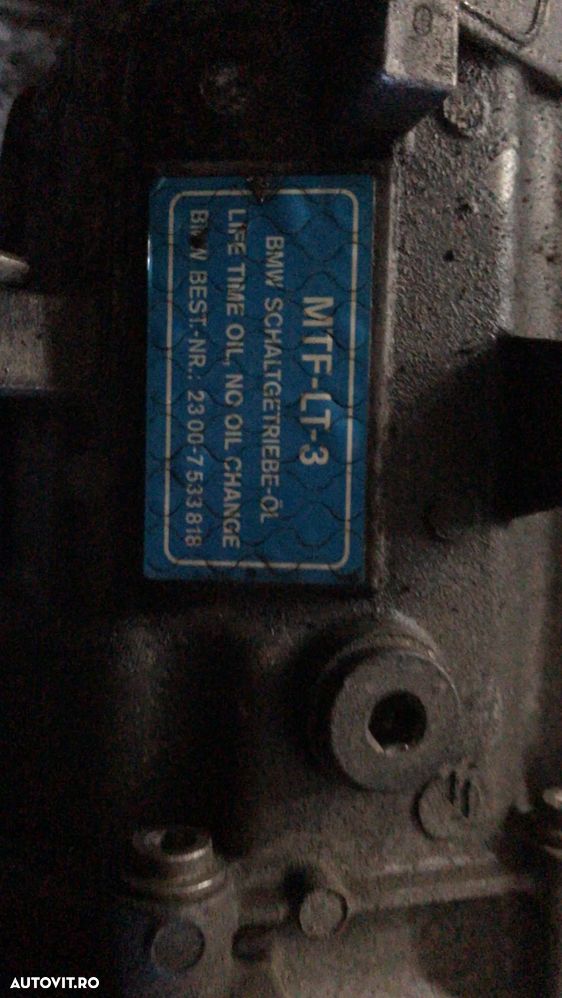 MTF-LT-3
BMW SCHALTGETRIEBE-ÖL
LIFE TIME OIL, NO OIL CHANGE
BMW BEST.-NR.: 23 00-7 533 818
AUTOVIT.RO